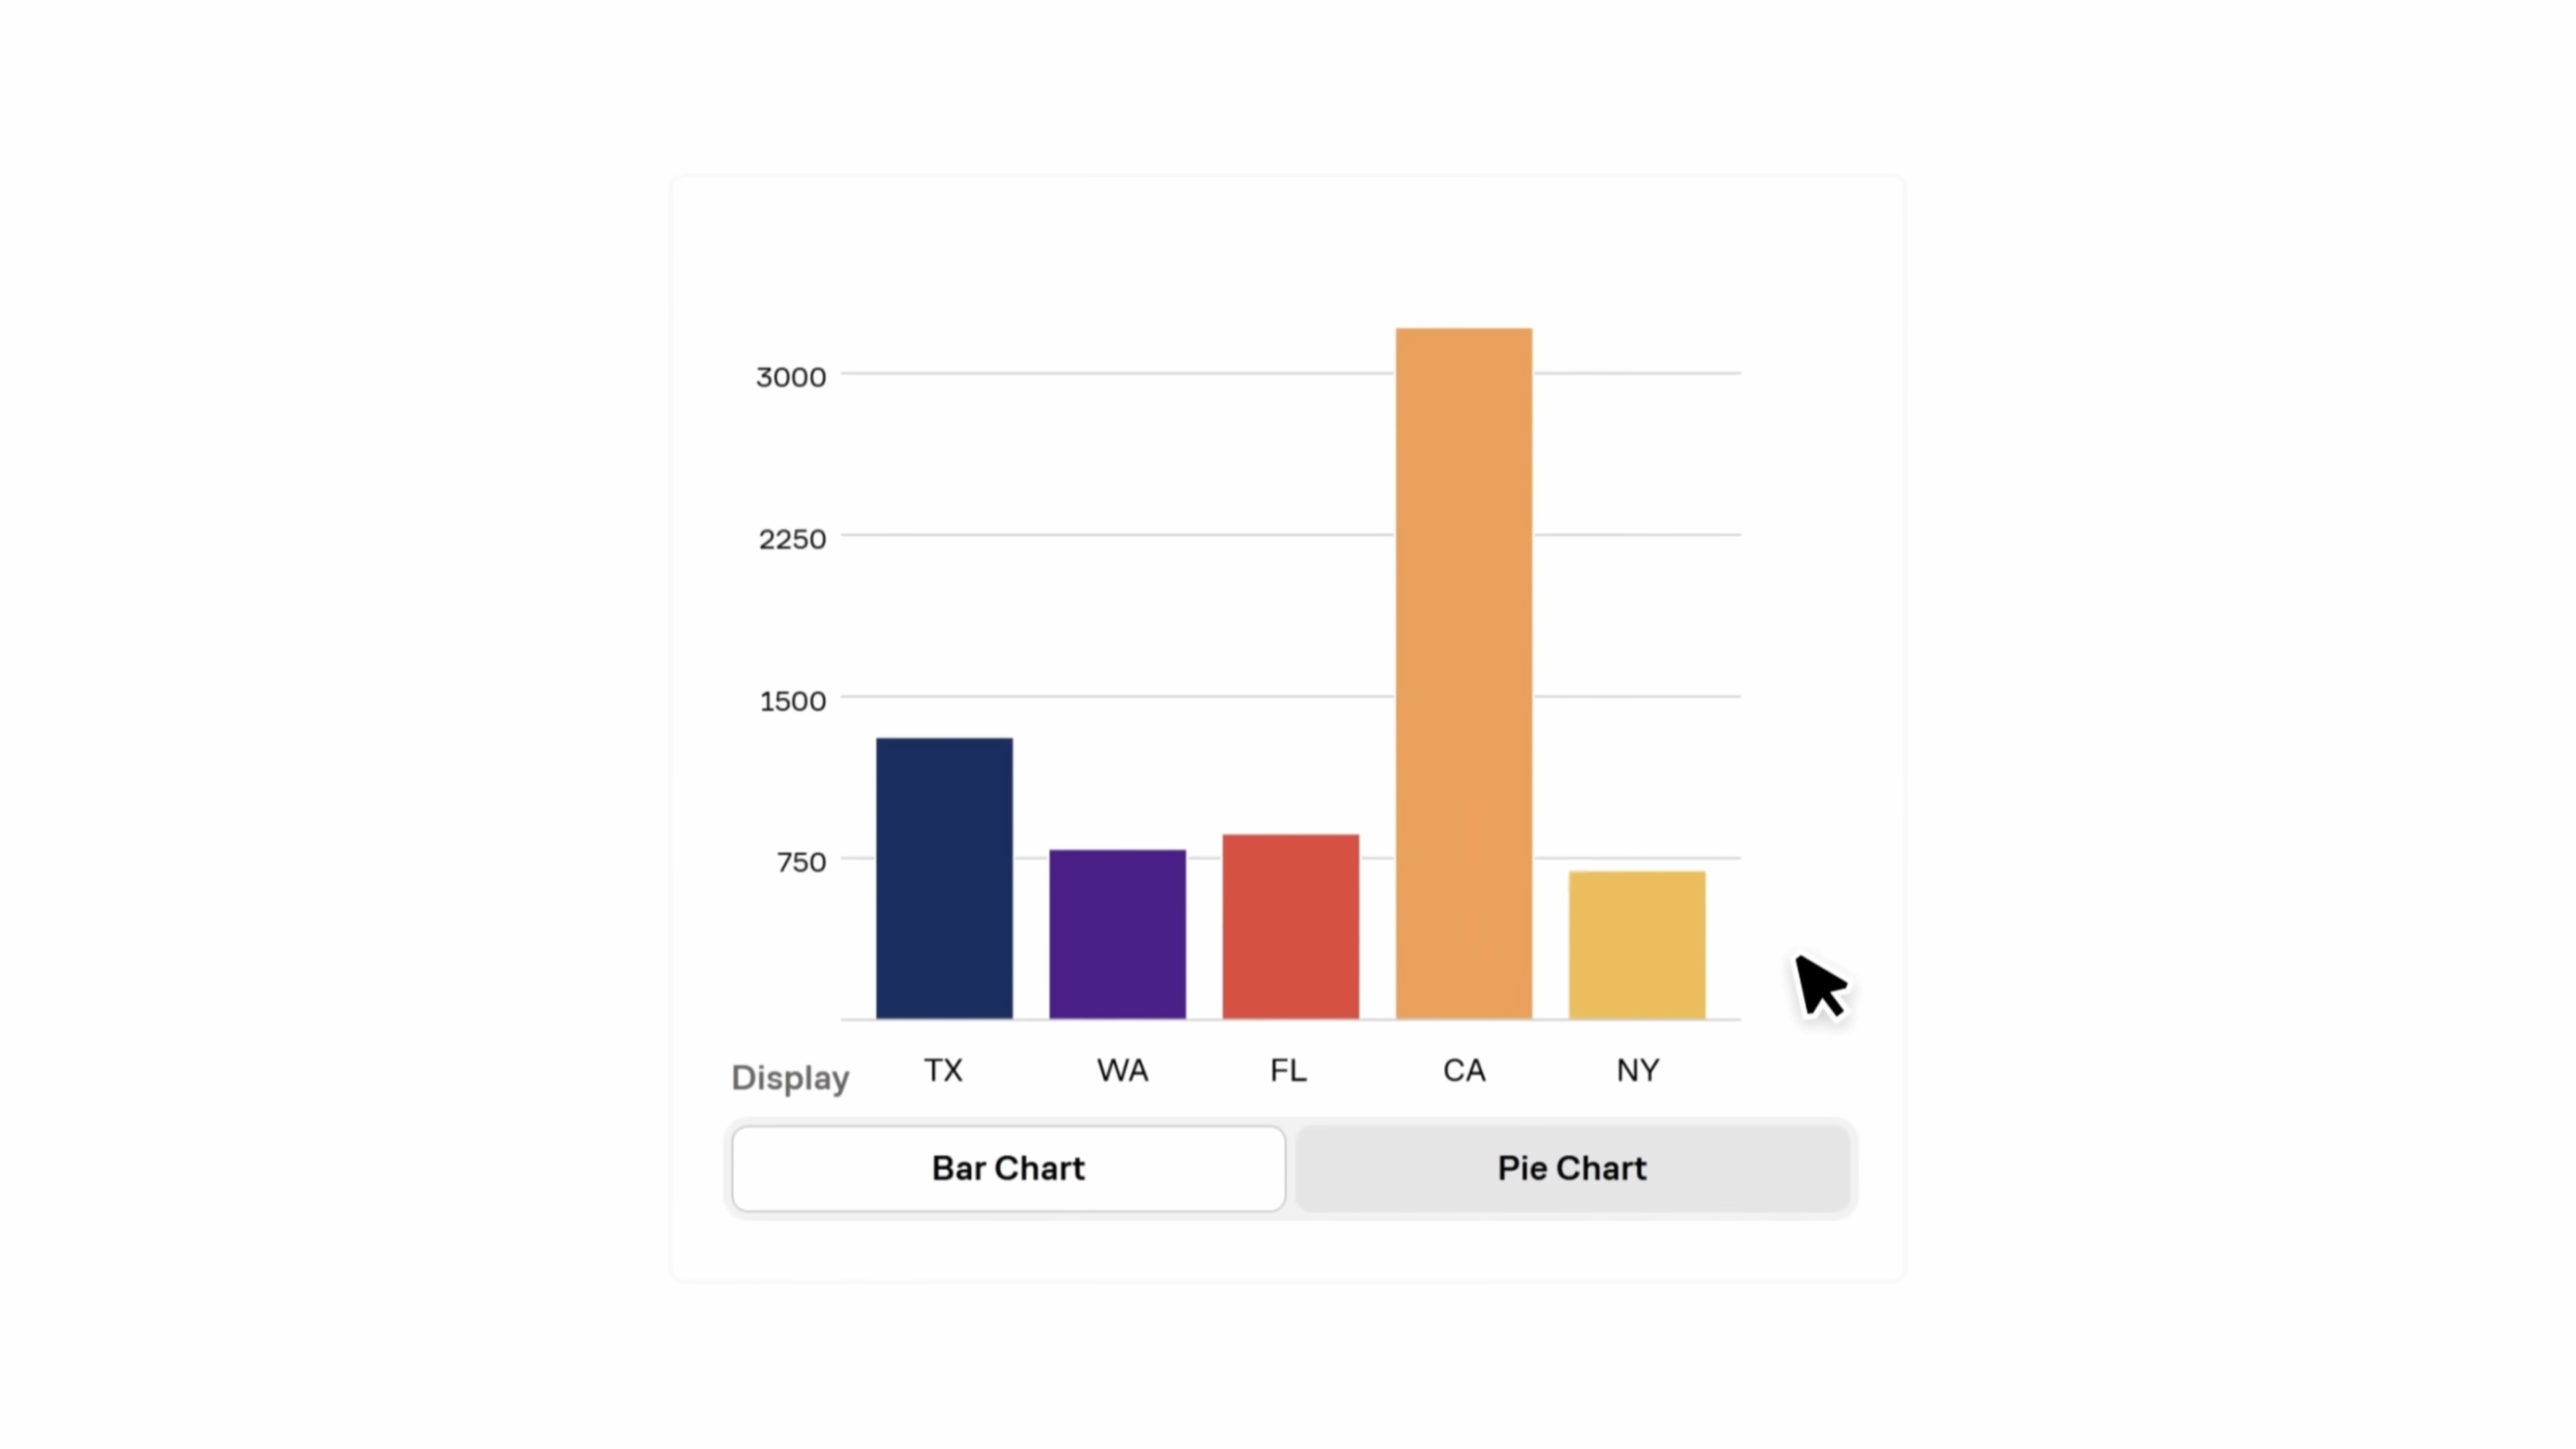 3000
2250
1500
750
TX WA FL CA NY
Display
Bar Chart Pie Chart